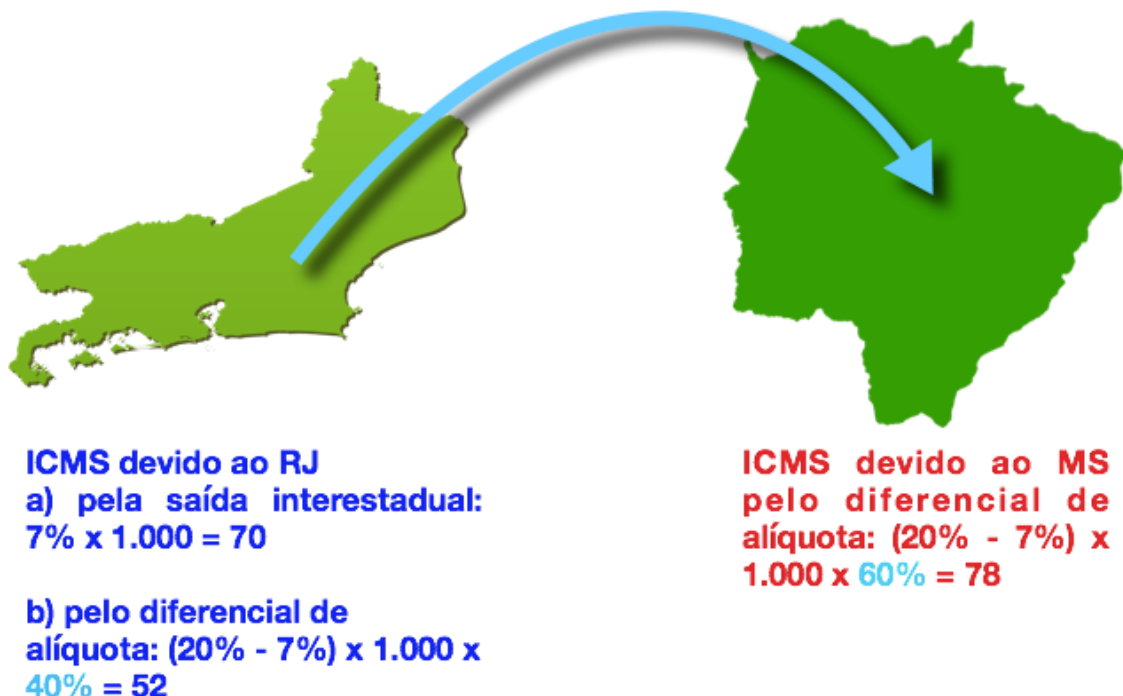 ICMS devido ao RJ
a) pela saída interestadual:
7% x 1.000 = 70
b) pelo diferencial de
alíquota: (20% - 7%) x 1.000 x
40% = 52
ICMS devido ao MS
pelo diferencial de
alíquota: (20% - 7%) x
1.000 x 60% = 78